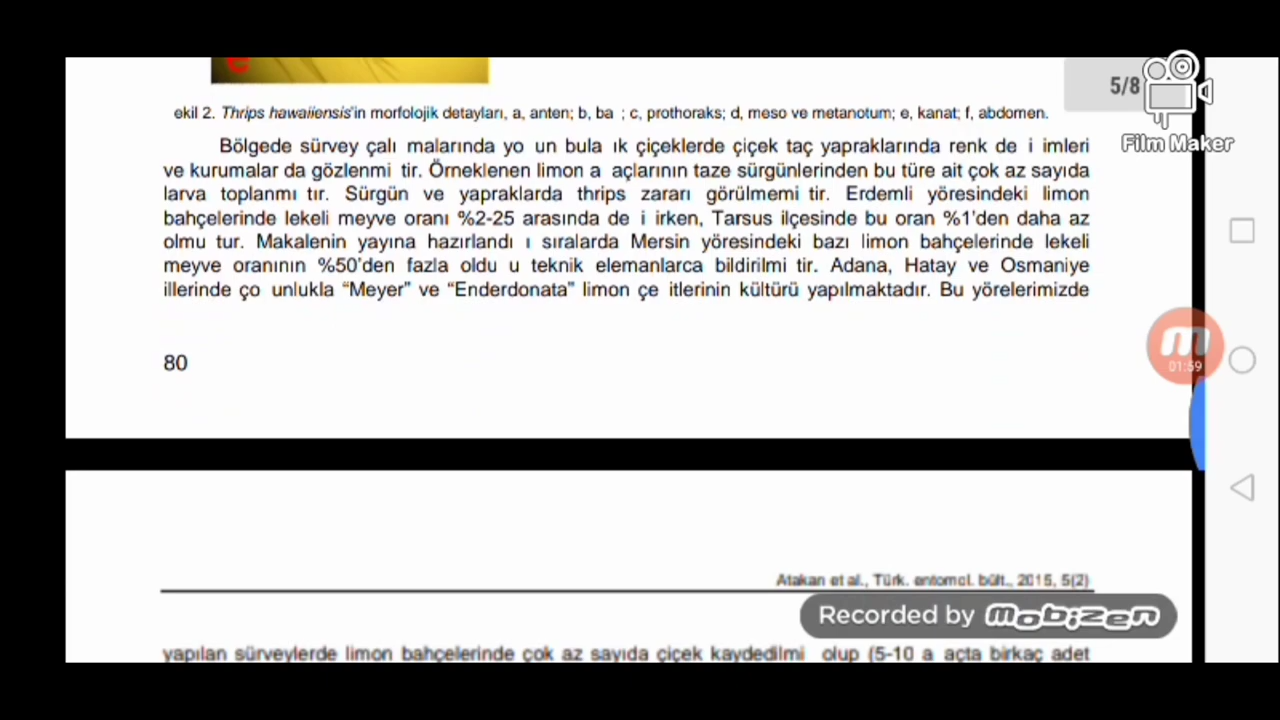 e
5/8
Film Maker
ekil 2. Thrips hawaiiensis'in morfolojik detayları, a, anten; b, ba ; c, prothoraks; d, meso ve metanotum; e, kanat; f, abdomen.
Bölgede sürvey çalı malarında yo un bula ık çiçeklerde çiçek taç yapraklarında renk de i imleri
ve kurumalar da gözlenmi tir. Örneklenen limon a açlarının taze sürgünlerinden bu türe ait çok az sayıda
larva toplanmı tır. Sürgün ve yapraklarda thrips zararı görülmemi tir. Erdemli yöresindeki limon
bahçelerinde lekeli meyve oranı %2-25 arasında de i irken, Tarsus ilçesinde bu oran %1'den daha az
olmu tur. Makalenin yayına hazırlandı ı sıralarda Mersin yöresindeki bazı limon bahçelerinde lekeli
meyve oranının %50'den fazla oldu u teknik elemanlarca bildirilmi tir. Adana, Hatay ve Osmaniye
illerinde ço unlukla “Meyer” ve “Enderdonata” limon çe itlerinin kültürü yapılmaktadır. Bu yörelerimizde
01:59
80
Atakan et al., Türk. entomol. bült., 2015, 5(2)
Recorded by mobizen
yapılan sürveylerde limon bahçelerinde çok az sayıda çiçek kaydedilmi olup (5-10 a açta birkaç adet